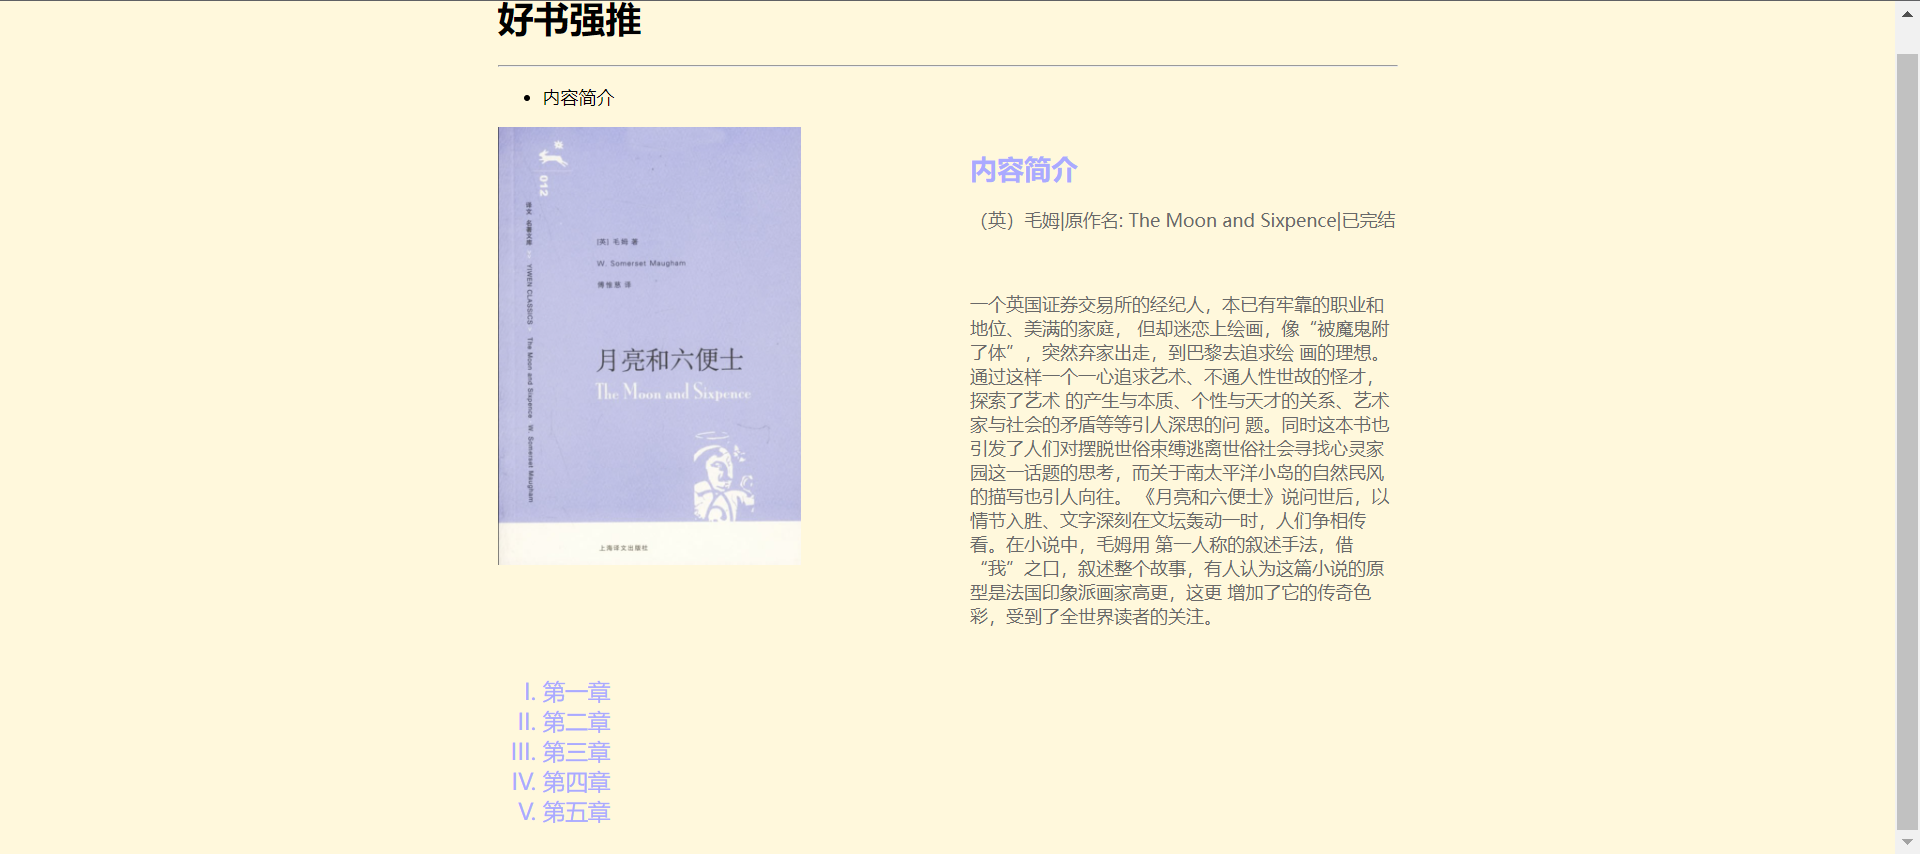 好书强推
内容简介
012
译文 名著文库
YIWEN CLASSICS
The Moon and Sixpence
W. Somerset Maugham
[英] 毛姆 著
W. Somerset Maugham
傅惟慈 译
月亮和六便士
The Moon and Sixpence
上海译文出版社
内容简介
（英）毛姆|原作名: The Moon and Sixpence|已完结
一个英国证券交易所的经纪人，本已有牢靠的职业和
地位、美满的家庭， 但却迷恋上绘画，像“被魔鬼附
了体”，突然弃家出走，到巴黎去追求绘 画的理想。
通过这样一个一心追求艺术、不通人性世故的怪才，
探索了艺术 的产生与本质、个性与天才的关系、艺术
家与社会的矛盾等等引人深思的问 题。同时这本书也
引发了人们对摆脱世俗束缚逃离世俗社会寻找心灵家
园这一话题的思考，而关于南太平洋小岛的自然民风
的描写也引人向往。 《月亮和六便士》说问世后，以
情节入胜、文字深刻在文坛轰动一时，人们争相传
看。在小说中，毛姆用 第一人称的叙述手法，借
“我”之口，叙述整个故事，有人认为这篇小说的原
型是法国印象派画家高更，这更 增加了它的传奇色
彩，受到了全世界读者的关注。
I. 第一章
II. 第二章
III. 第三章
IV. 第四章
V. 第五章